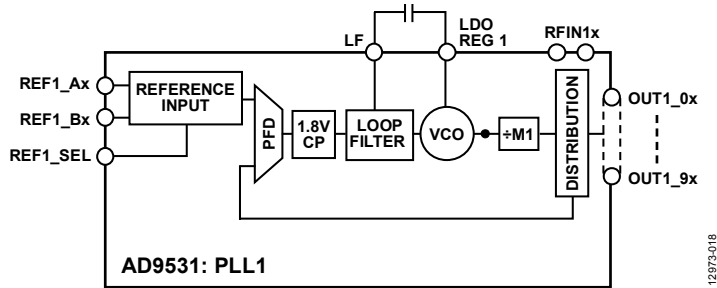 LF
LDO
REG 1
RFIN1x
REF1_Ax
REF1_Bx
REF1_SEL
REFERENCE
INPUT
PFD
1.8V
CP
LOOP
FILTER
VCO
÷M1
DISTRIBUTION
OUT1_0x
OUT1_9x
AD9531: PLL1
12973-018